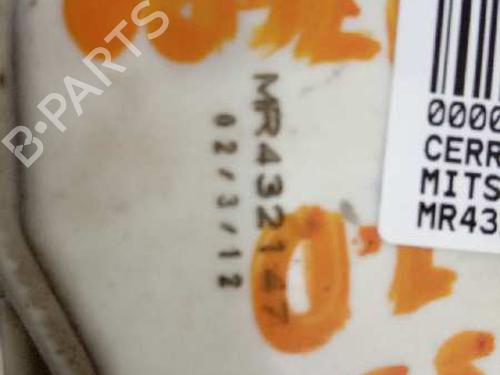 MR432147
02/3/12
0000
CERR
MITS
MR43
B-PARTS